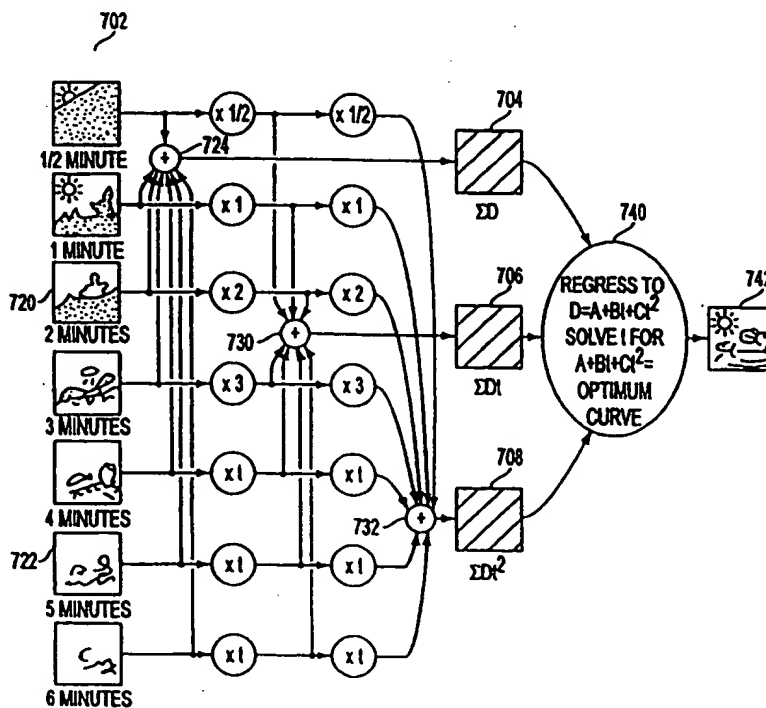 702
x 1/2
x 1/2
704
+
724
1/2 MINUTE
ΣD
740
x 1
x 1
1 MINUTE
706
REGRESS TO
D=A+Bt+Ct²
SOLVE t FOR
A+Bt+Ct²=
OPTIMUM
CURVE
742
720
x 2
x 2
2 MINUTES
730
+
x 3
x 3
ΣDt
3 MINUTES
708
x t
x t
4 MINUTES
732
+
722
x t
x t
ΣDt²
5 MINUTES
x t
x t
6 MINUTES